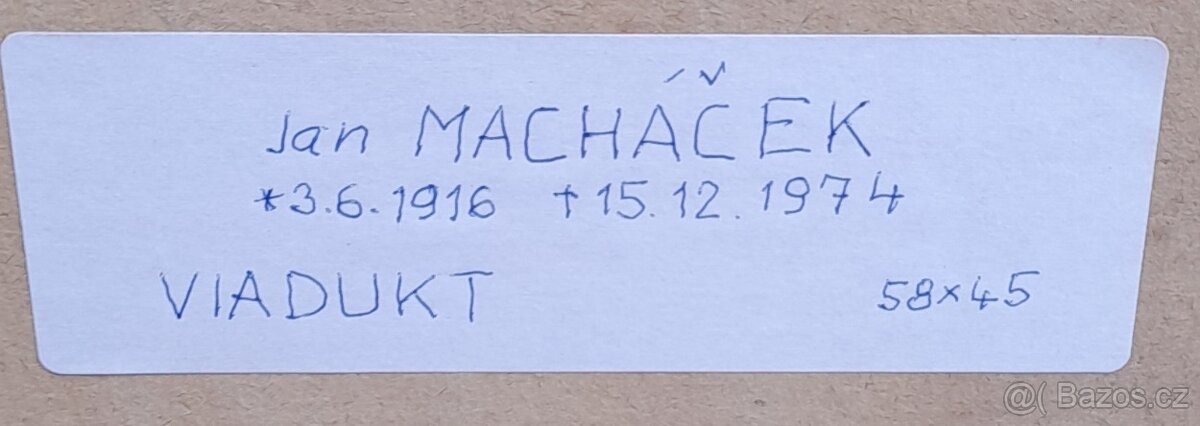 Jan MACHÁČEK
*3.6.1916 †15.12.1974
VIADUKT 58×45
@( Bazos.cz